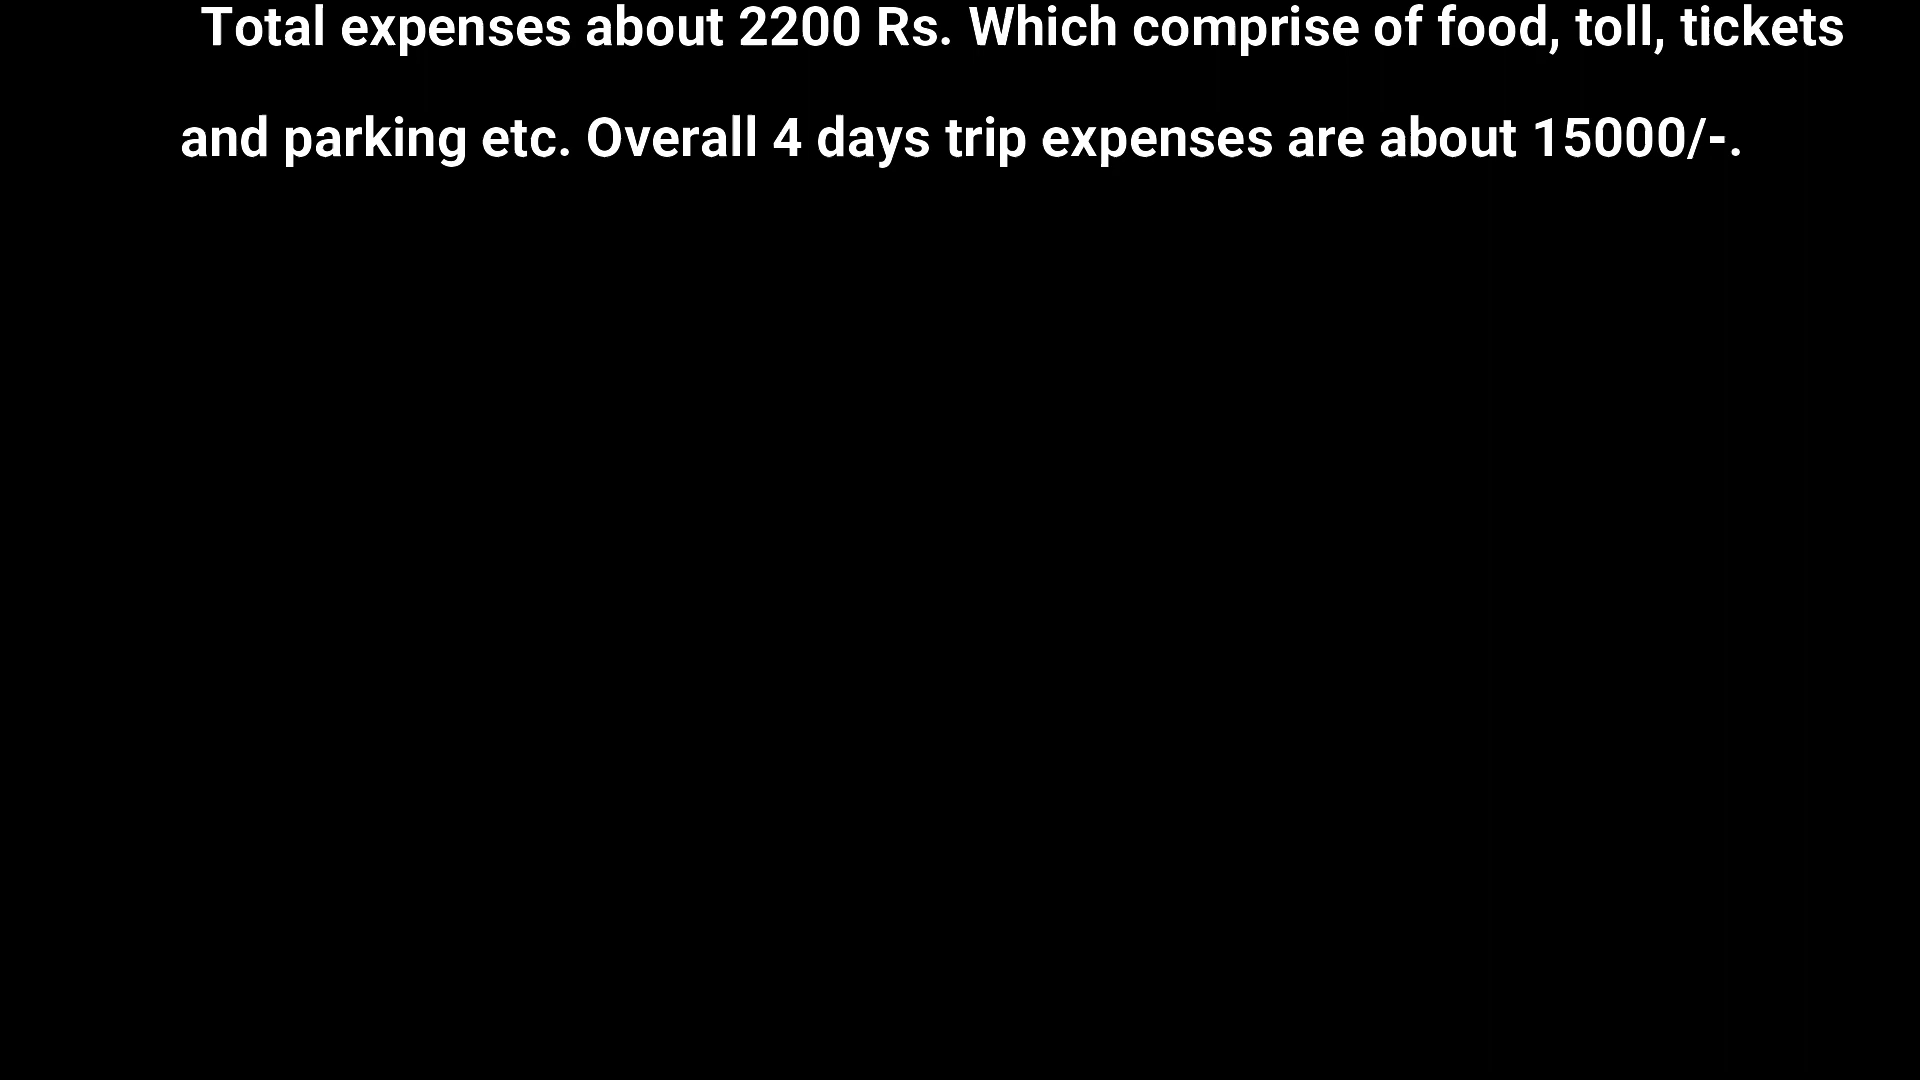 Total expenses about 2200 Rs. Which comprise of food, toll, tickets
and parking etc. Overall 4 days trip expenses are about 15000/-.